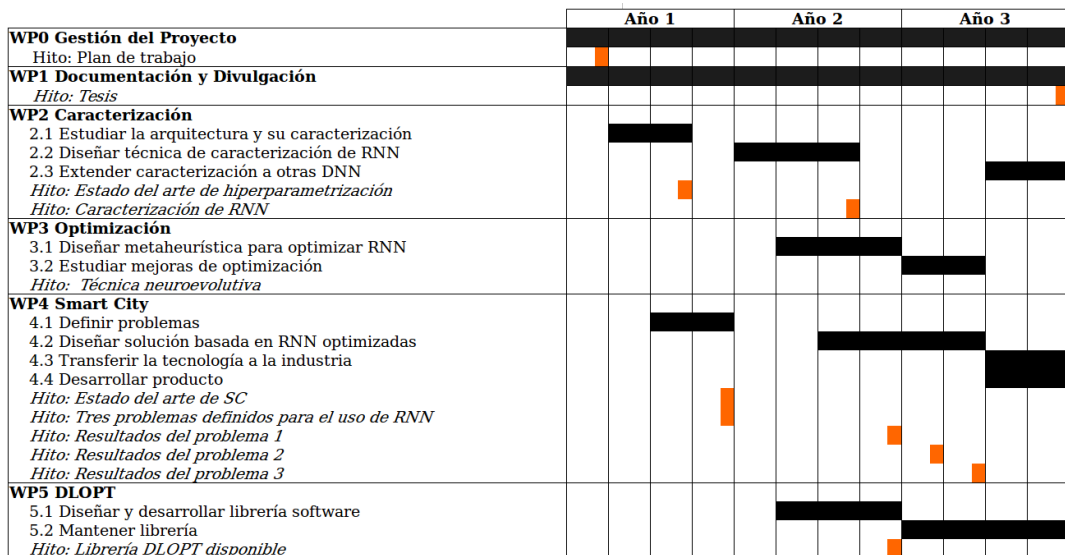 Año 1 Año 2 Año 3
WP0 Gestión del Proyecto
Hito: Plan de trabajo
WP1 Documentación y Divulgación
Hito: Tesis
WP2 Caracterización
2.1 Estudiar la arquitectura y su caracterización
2.2 Diseñar técnica de caracterización de RNN
2.3 Extender caracterización a otras DNN
Hito: Estado del arte de hiperparametrización
Hito: Caracterización de RNN
WP3 Optimización
3.1 Diseñar metaheurística para optimizar RNN
3.2 Estudiar mejoras de optimización
Hito: Técnica neuroevolutiva
WP4 Smart City
4.1 Definir problemas
4.2 Diseñar solución basada en RNN optimizadas
4.3 Transferir la tecnología a la industria
4.4 Desarrollar producto
Hito: Estado del arte de SC
Hito: Tres problemas definidos para el uso de RNN
Hito: Resultados del problema 1
Hito: Resultados del problema 2
Hito: Resultados del problema 3
WP5 DLOPT
5.1 Diseñar y desarrollar librería software
5.2 Mantener librería
Hito: Librería DLOPT disponible